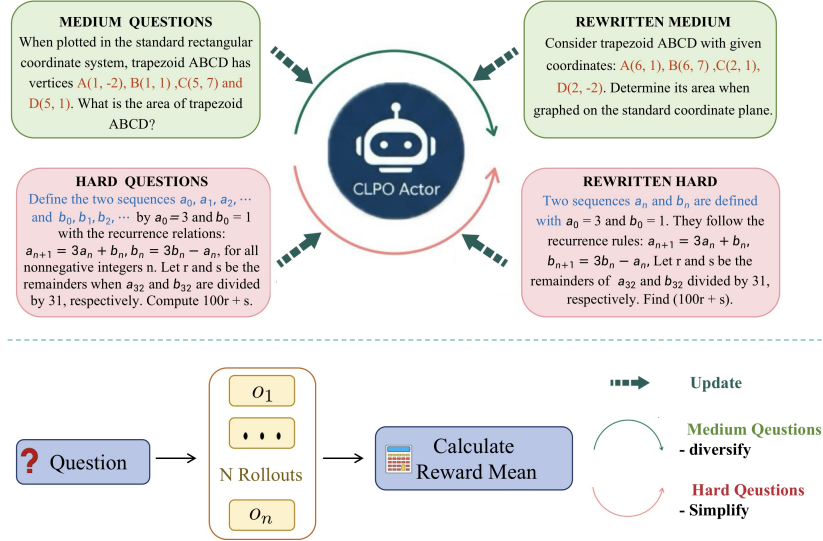 MEDIUM QUESTIONS
When plotted in the standard rectangular
coordinate system, trapezoid ABCD has
vertices A(1, -2), B(1, 1) ,C(5, 7) and
D(5, 1). What is the area of trapezoid
ABCD?
REWRITTEN MEDIUM
Consider trapezoid ABCD with given
coordinates: A(6, 1), B(6, 7) ,C(2, 1),
D(2, -2). Determine its area when
graphed on the standard coordinate plane.
CLPO Actor
HARD QUESTIONS
Define the two sequences a₀, a₁, a₂, ⋯
and b₀, b₁, b₂, ⋯ by a₀ = 3 and b₀ = 1
with the recurrence relations:
aₙ₊₁ = 3aₙ + bₙ, bₙ = 3bₙ − aₙ, for all
nonnegative integers n. Let r and s be the
remainders when a₃₂ and b₃₂ are divided
by 31, respectively. Compute 100r + s.
REWRITTEN HARD
Two sequences aₙ and bₙ are defined
with a₀ = 3 and b₀ = 1. They follow the
recurrence rules: aₙ₊₁ = 3aₙ + bₙ,
bₙ₊₁ = 3bₙ − aₙ, Let r and s be the
remainders of a₃₂ and b₃₂ divided by 31,
respectively. Find (100r + s).
? Question
o₁
• • •
N Rollouts
oₙ
Calculate
Reward Mean
Update
Medium Qeustions
- diversify
Hard Qeustions
- Simplify